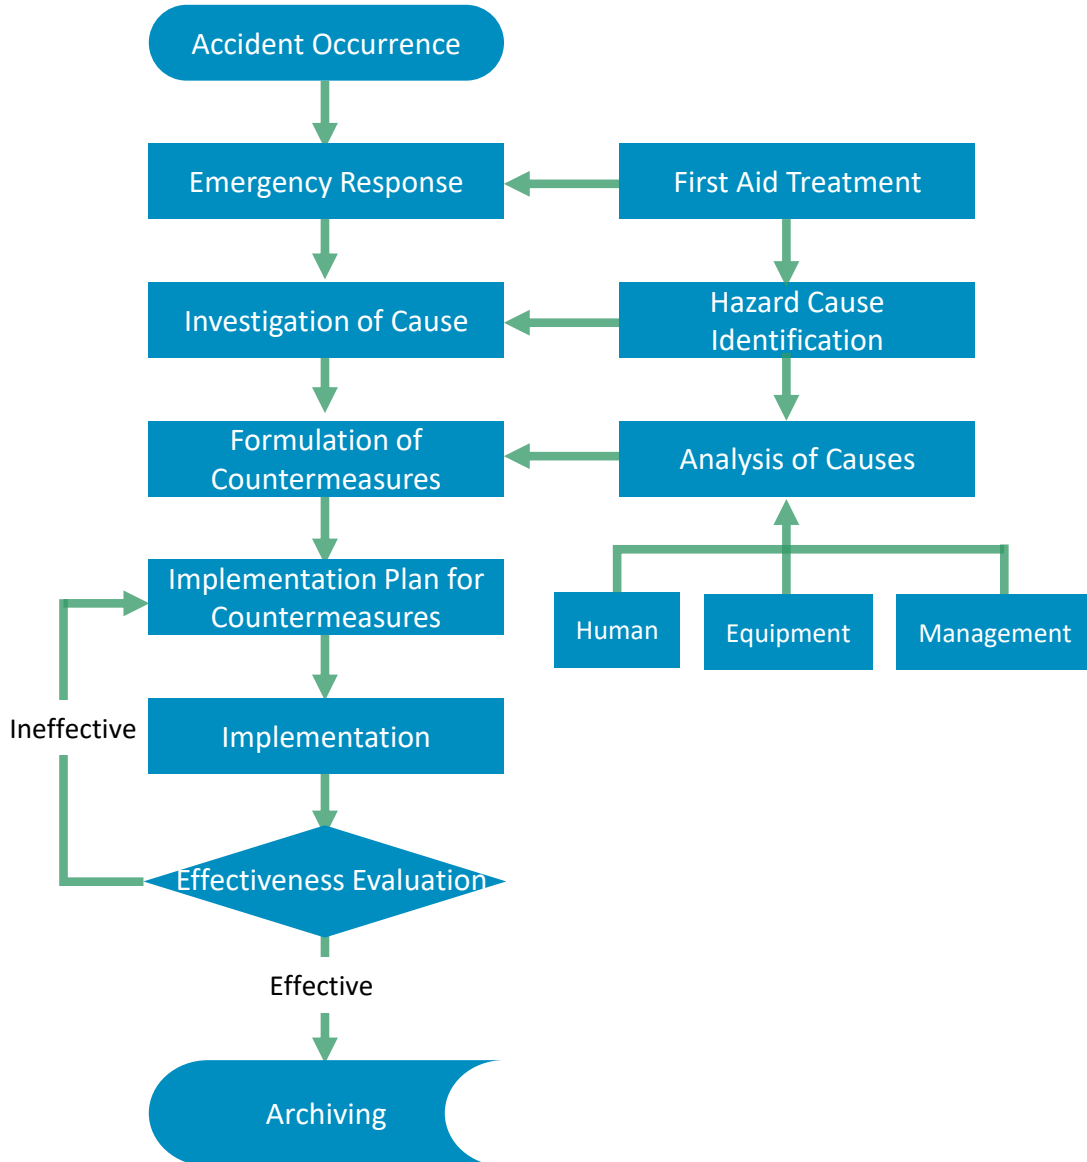 Accident Occurrence
Emergency Response
First Aid Treatment
Investigation of Cause
Hazard Cause
Identification
Formulation of
Countermeasures
Analysis of Causes
Implementation Plan for
Countermeasures
Human
Equipment
Management
Ineffective
Implementation
Effectiveness Evaluation
Effective
Archiving